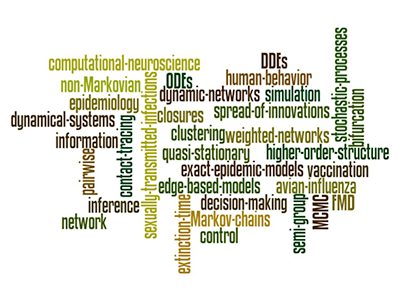 computational-neuroscience
DDEs
stochastic-processes
non-Markovian
ODEs
human-behavior
epidemiology
dynamic-networks
simulation
bifurcation
dynamical-systems
closures
spread-of-innovations
information
contact-tracing
sexually-transmitted-infections
clustering
weighted-networks
pairwise
quasi-stationary
higher-order-structure
exact-epidemic-models
vaccination
edge-based-models
avian-influenza
inference
extinction-time
decision-making
MCMC
FMD
network
Markov-chains
semi-group
control